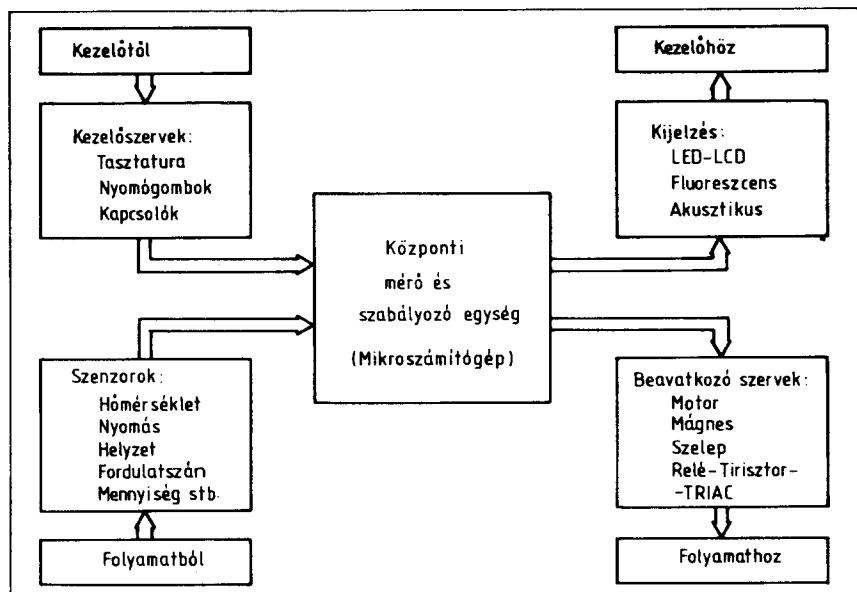 Kezelőtől
Kezelőszervek:
Tasztatura
Nyomógombok
Kapcsolók
Szenzorok:
Hőmérséklet
Nyomás
Helyzet
Fordulatszán
Mennyiség stb.
Folyamatból
Központi
mérő és
szabályozó egység
(Mikroszámítógép)
Kezelőhöz
Kijelzés:
LED-LCD
Fluoreszcens
Akusztikus
Beavatkozó szervek:
Motor
Mágnes
Szelep
Relé-Tirisztor-
-TRIAC
Folyamathoz